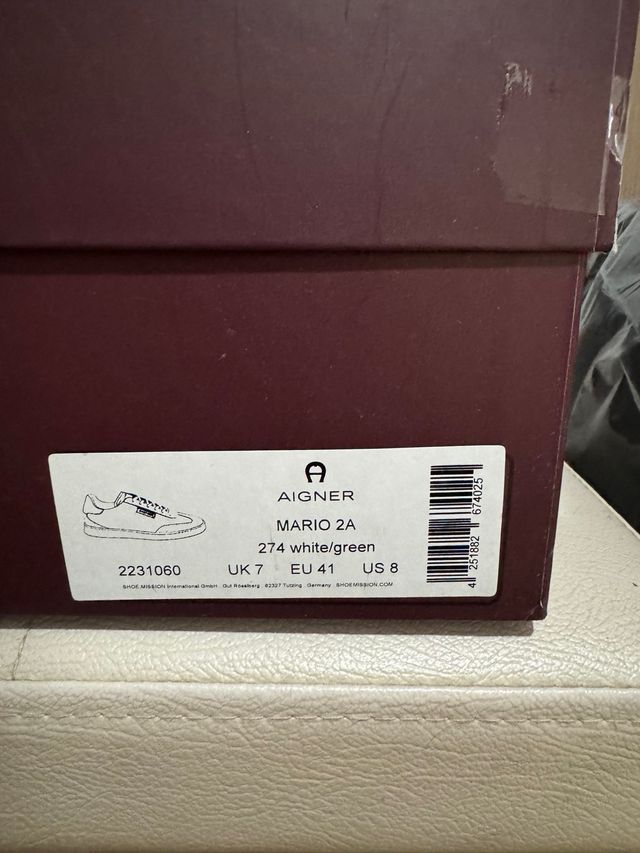 AIGNER
MARIO 2A
274 white/green
2231060 UK 7 EU 41 US 8
SHOE.MISSION International GmbH . Gut Rösslberg . 82327 Tutzing . Germany . SHOEMISSION.COM
4 251882 674025